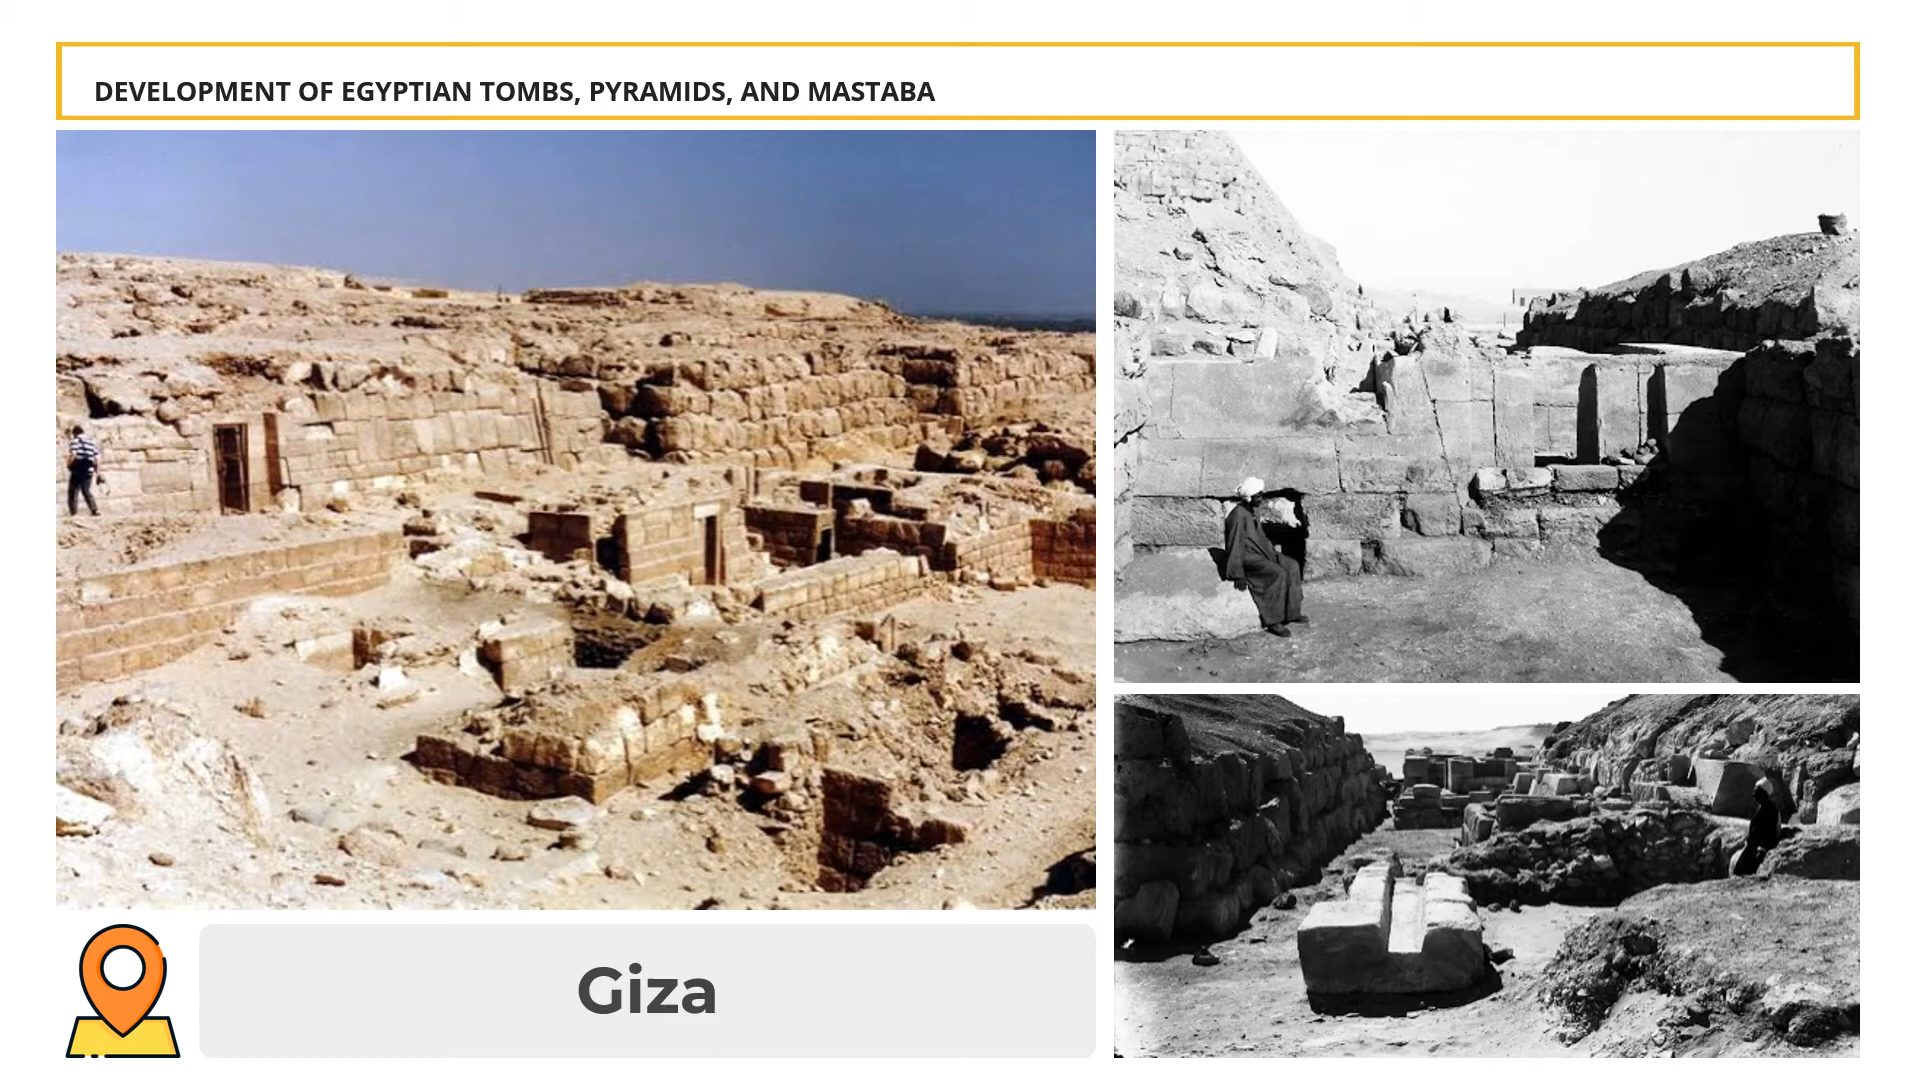 DEVELOPMENT OF EGYPTIAN TOMBS, PYRAMIDS, AND MASTABA
Giza